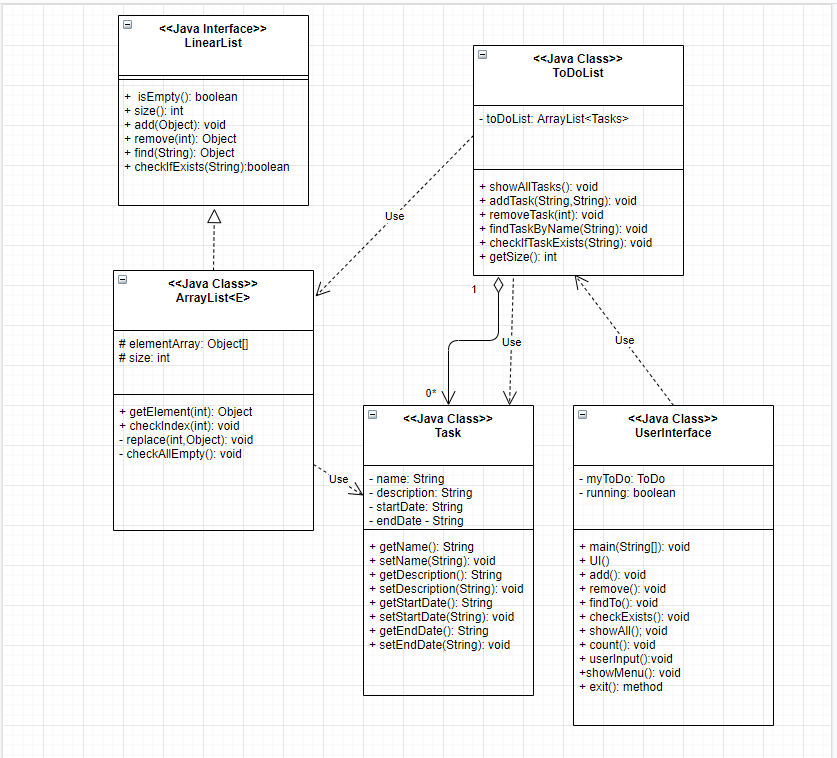 <<Java Interface>>
LinearList
+  isEmpty(): boolean
+ size(): int
+ add(Object): void
+ remove(int): Object
+ find(String): Object
+ checkIfExists(String):boolean
<<Java Class>>
ToDoList
- toDoList: ArrayList<Tasks>
+ showAllTasks(): void
+ addTask(String,String): void
+ removeTask(int): void
+ findTaskByName(String): void
+ checkIfTaskExists(String): void
+ getSize(): int
Use
<<Java Class>>
ArrayList<E>
# elementArray: Object[]
# size: int
+ getElement(int): Object
+ checkIndex(int): void
- replace(int,Object): void
- checkAllEmpty(): void
1
0*
Use
Use
Use
<<Java Class>>
Task
- name: String
- description: String
- startDate: String
- endDate - String
+ getName(): String
+ setName(String): void
+ getDescription(): String
+ setDescription(String): void
+ getStartDate(): String
+ setStartDate(String): void
+ getEndDate(): String
+ setEndDate(String): void
<<Java Class>>
UserInterface
- myToDo: ToDo
- running: boolean
+ main(String[]): void
+ UI()
+ add(): void
+ remove(): void
+ findTo(): void
+ checkExists(): void
+ showAll(); void
+ count(): void
+ userInput():void
+showMenu(): void
+ exit(): method